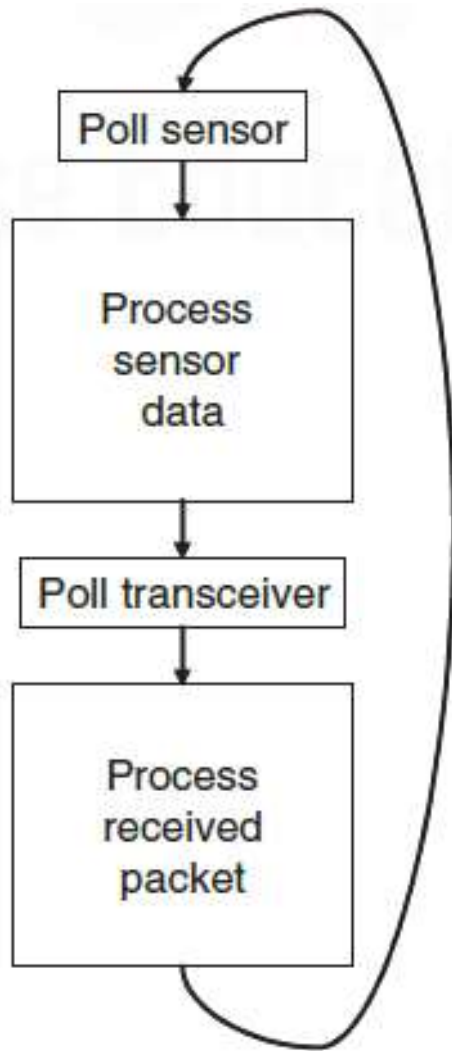 Poll sensor
Process
sensor
data
Poll transceiver
Process
received
packet